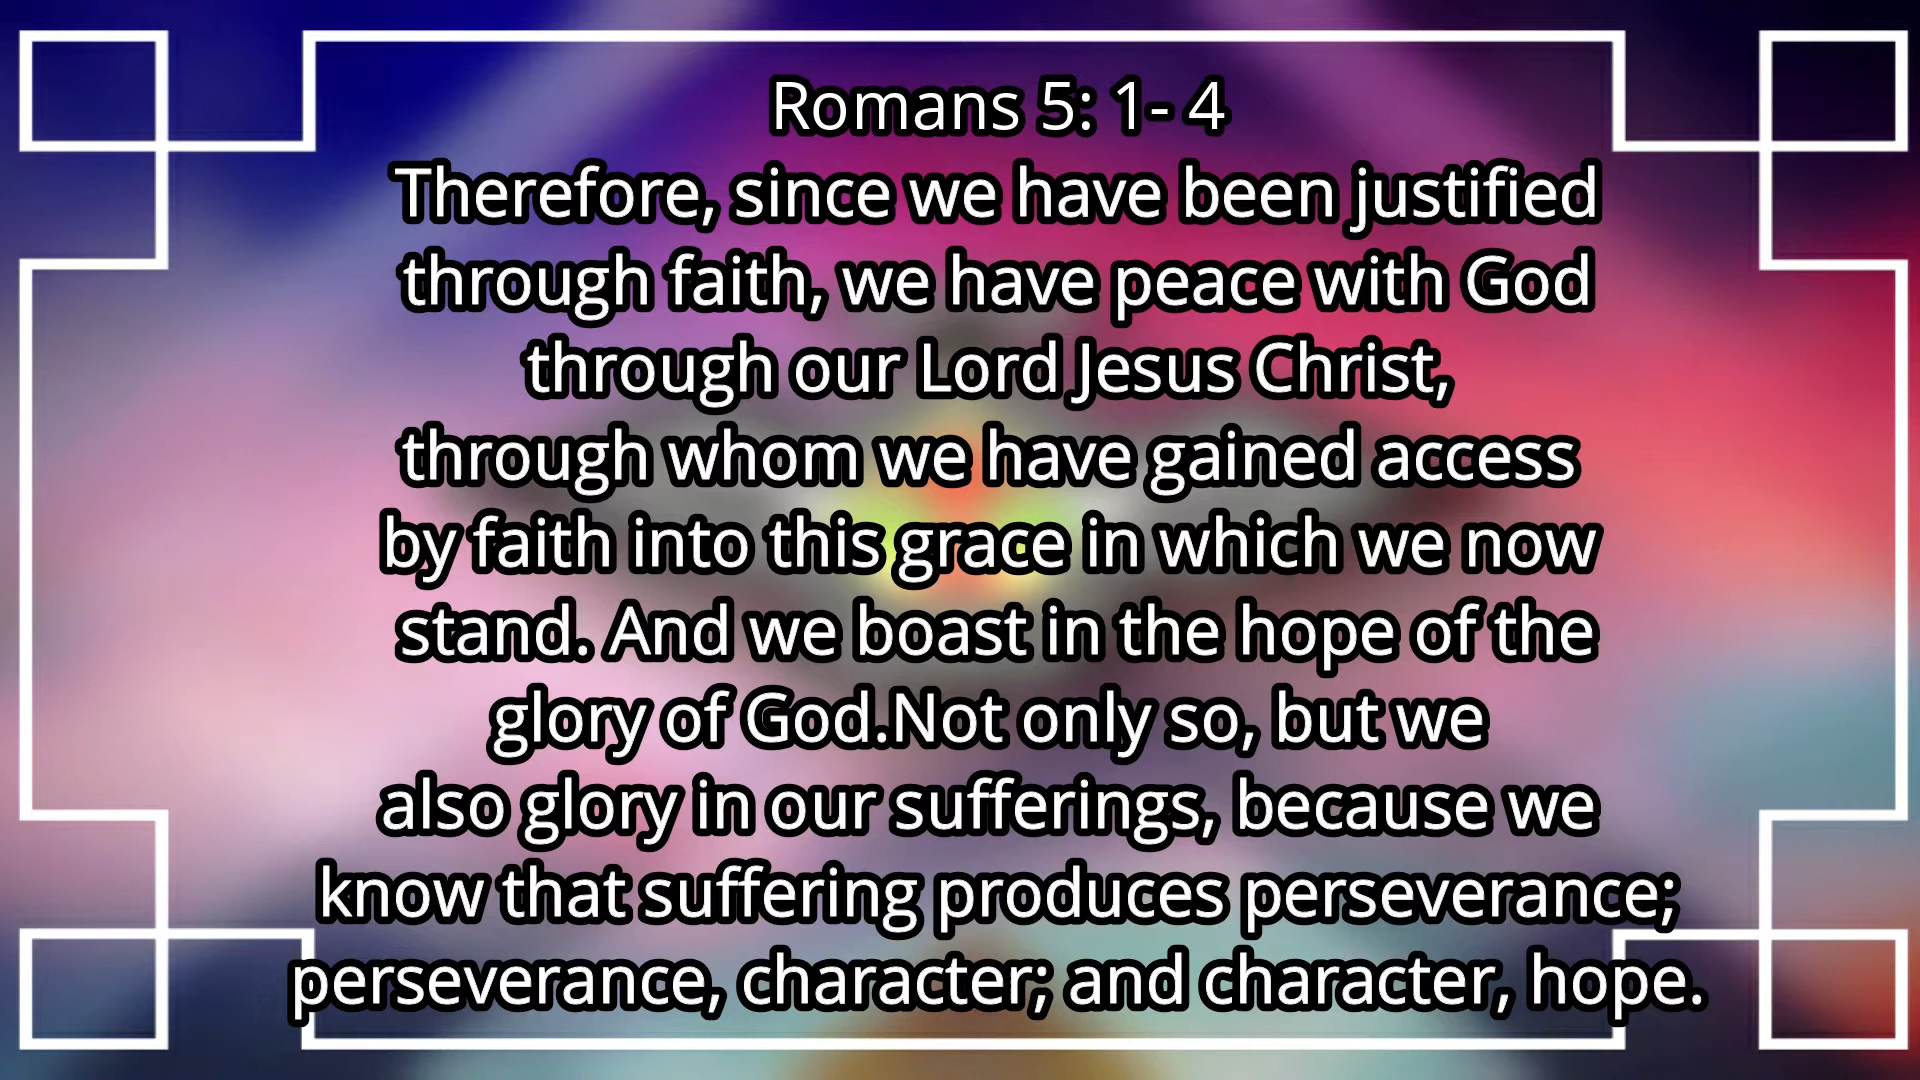 Romans 5: 1- 4
Therefore, since we have been justified
through faith, we have peace with God
through our Lord Jesus Christ,
through whom we have gained access
by faith into this grace in which we now
stand. And we boast in the hope of the
glory of God.Not only so, but we
also glory in our sufferings, because we
know that suffering produces perseverance;
perseverance, character; and character, hope.